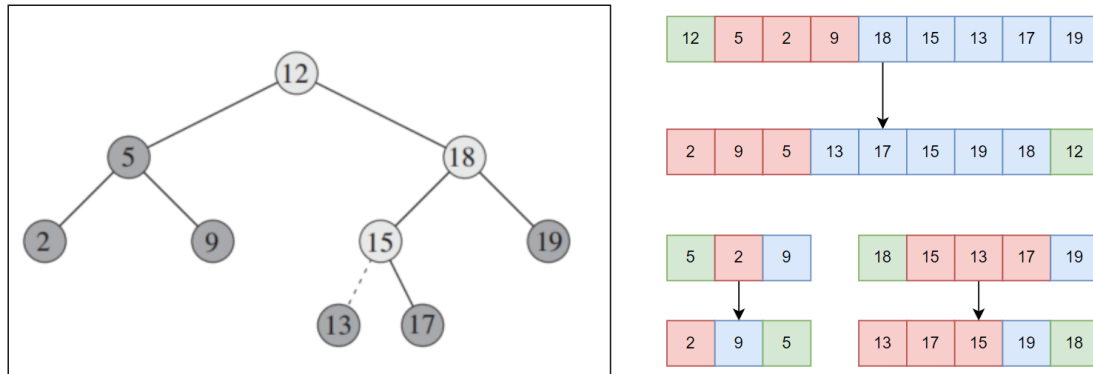 12
5 18
2 9 15 19
13 17
12 5 2 9 18 15 13 17 19
2 9 5 13 17 15 19 18 12
5 2 9
18 15 13 17 19
2 9 5
13 17 15 19 18